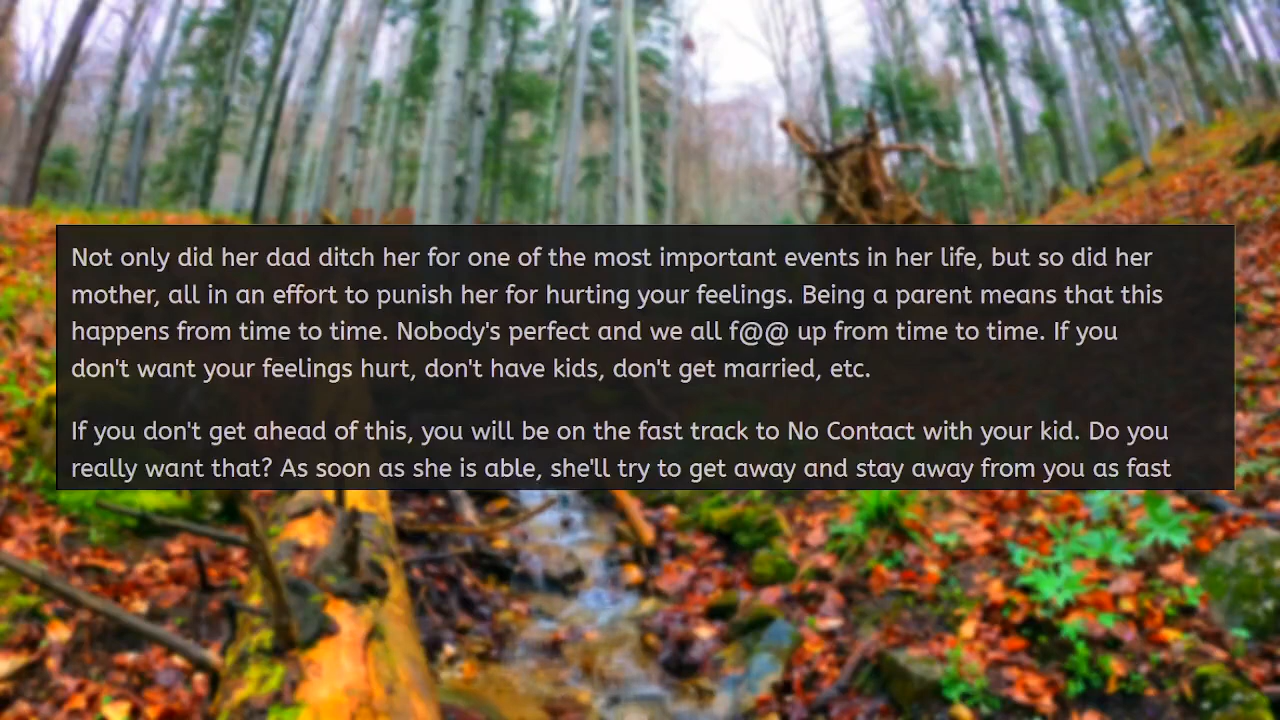 Not only did her dad ditch her for one of the most important events in her life, but so did her
mother, all in an effort to punish her for hurting your feelings. Being a parent means that this
happens from time to time. Nobody's perfect and we all f@@ up from time to time. If you
don't want your feelings hurt, don't have kids, don't get married, etc.
If you don't get ahead of this, you will be on the fast track to No Contact with your kid. Do you
really want that? As soon as she is able, she'll try to get away and stay away from you as fast